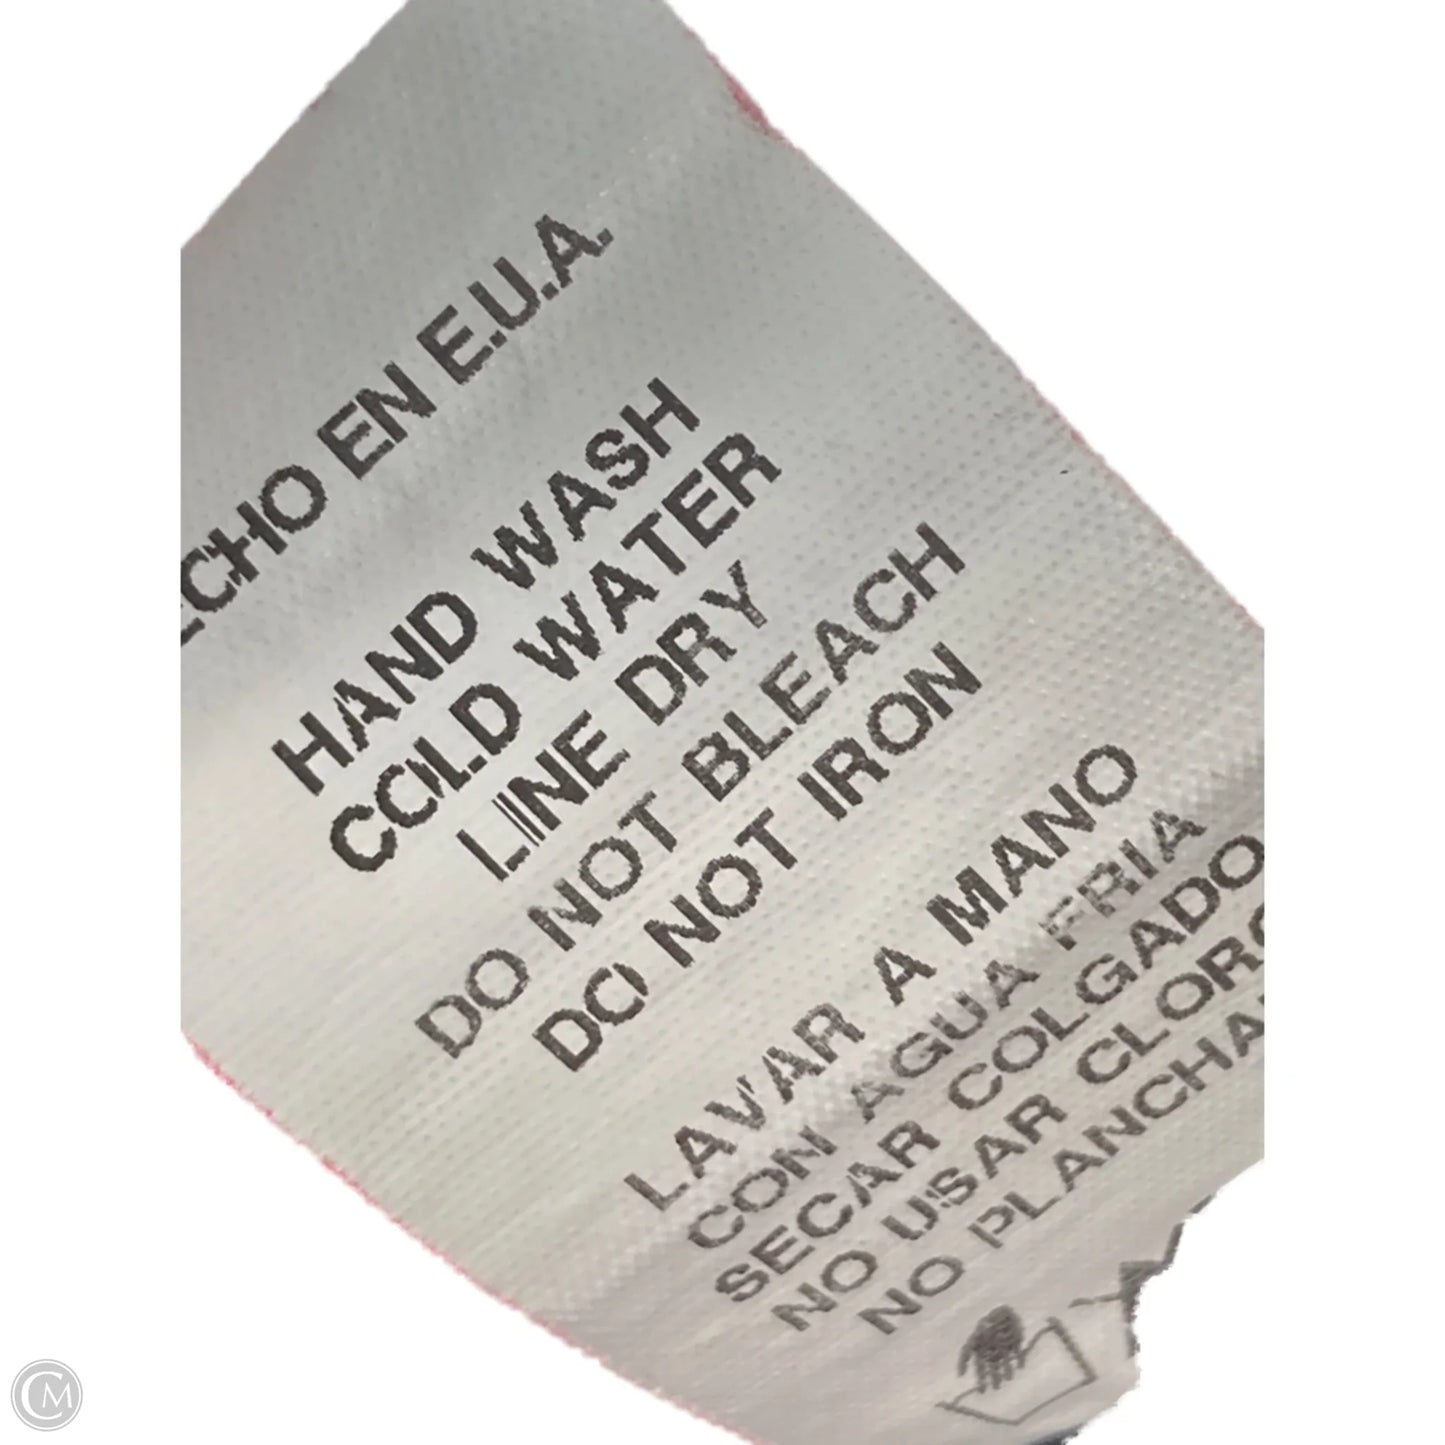 ECHO EN E.U.A.
HAND WASH
COLD WATER
LINE DRY
DO NOT BLEACH
DO NOT IRON
LAVAR A MANO
CON AGUA FRIA
SECAR COLGADO
NO USAR CLORO
NO PLANCHA
CM